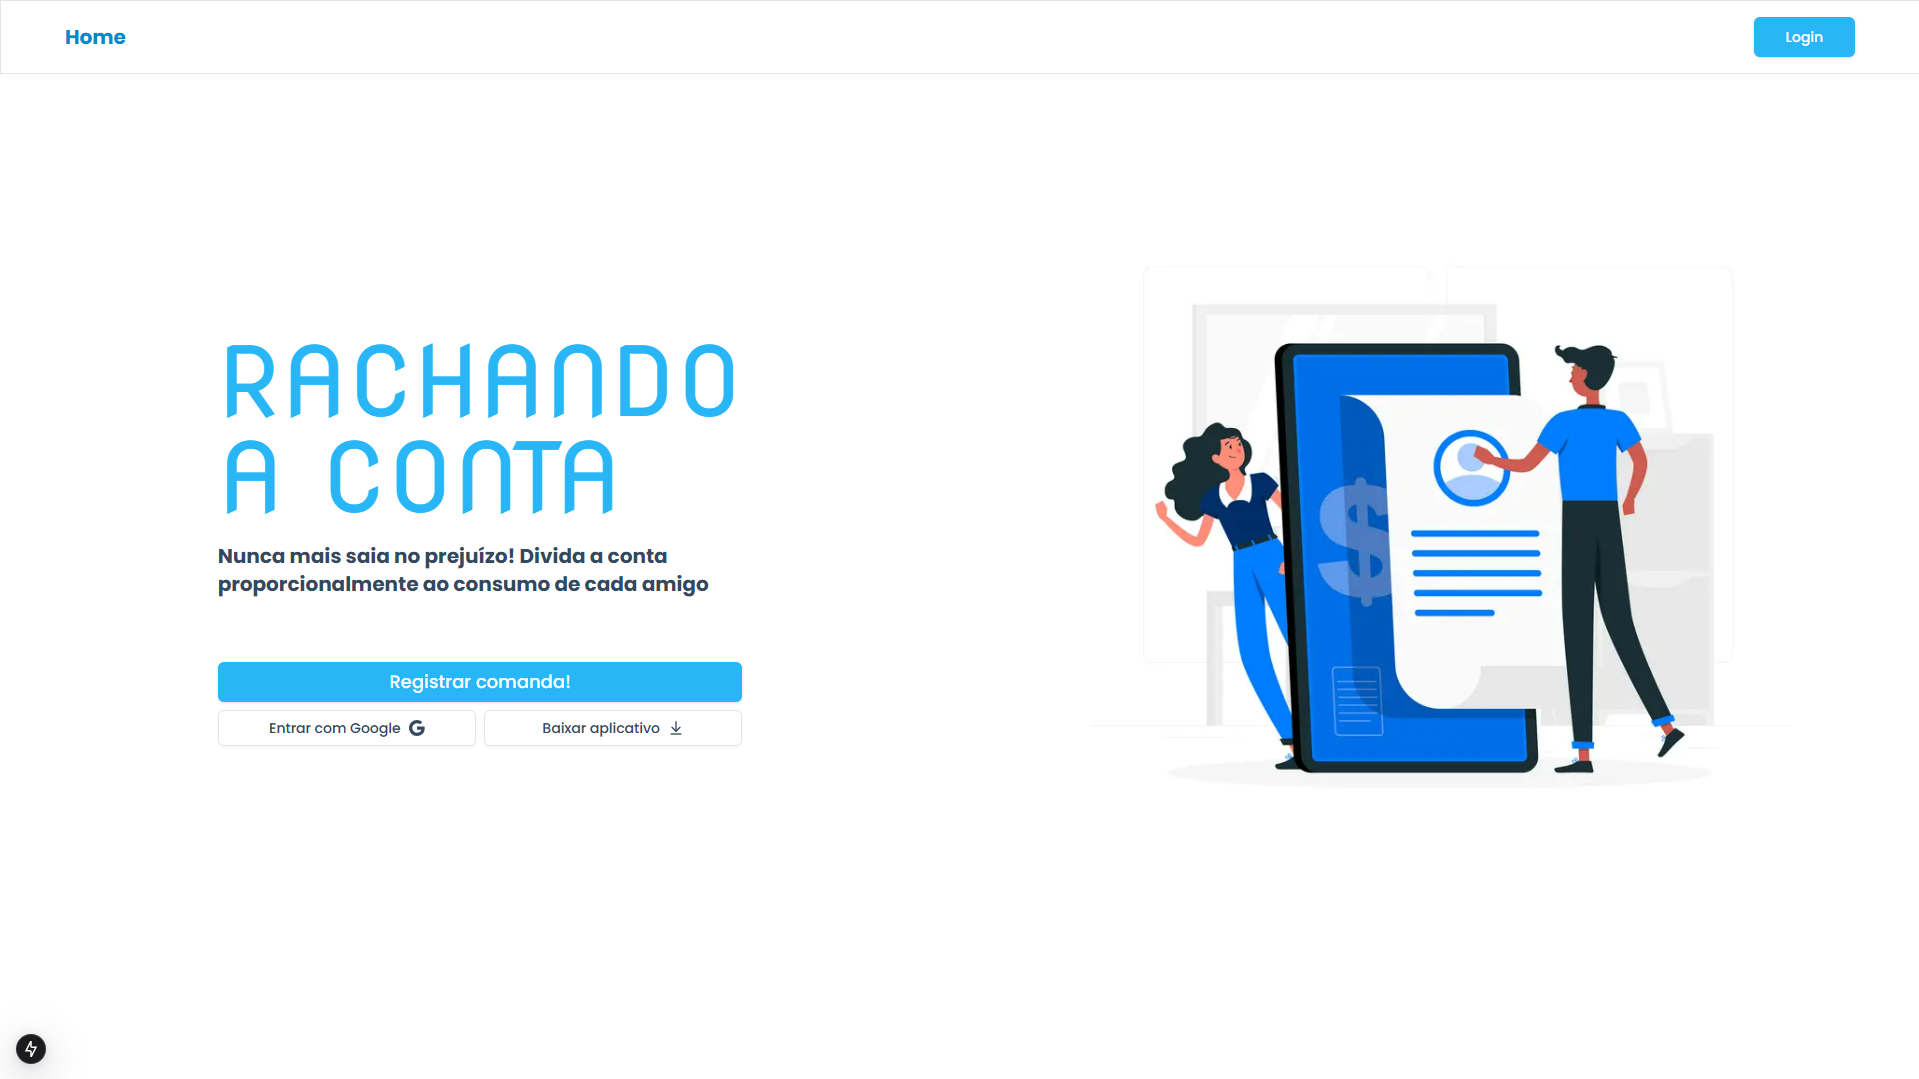 Home
Login
RACHANDO
A CONTA
Nunca mais saia no prejuízo! Divida a conta
proporcionalmente ao consumo de cada amigo
Registrar comanda!
Entrar com Google
Baixar aplicativo
$